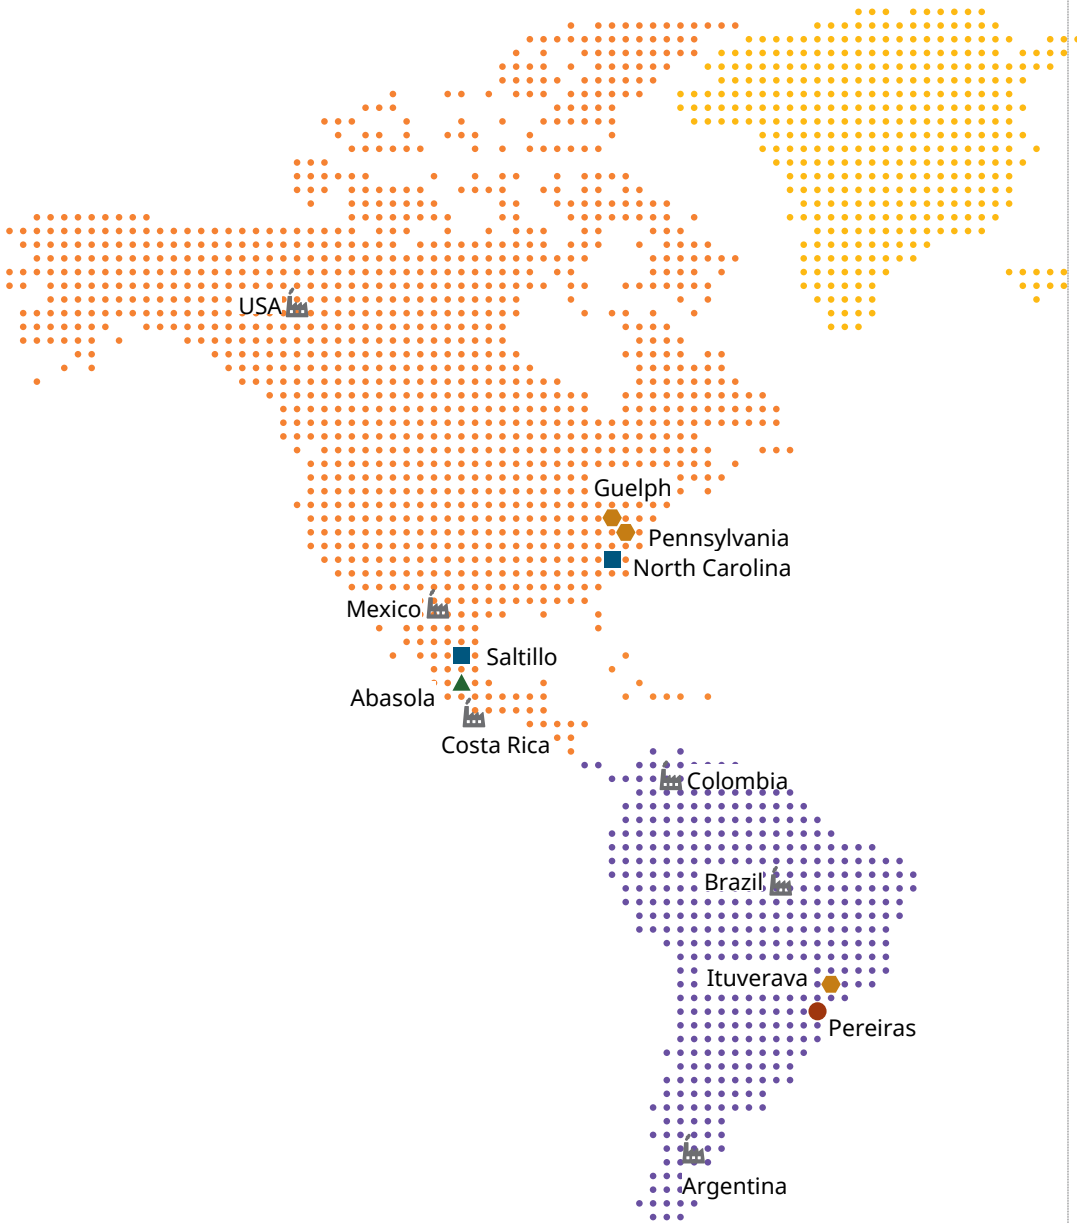 USA
Guelph
Pennsylvania
North Carolina
Mexico
Saltillo
Abasola
Costa Rica
Colombia
Brazil
Ituverava
Pereiras
Argentina